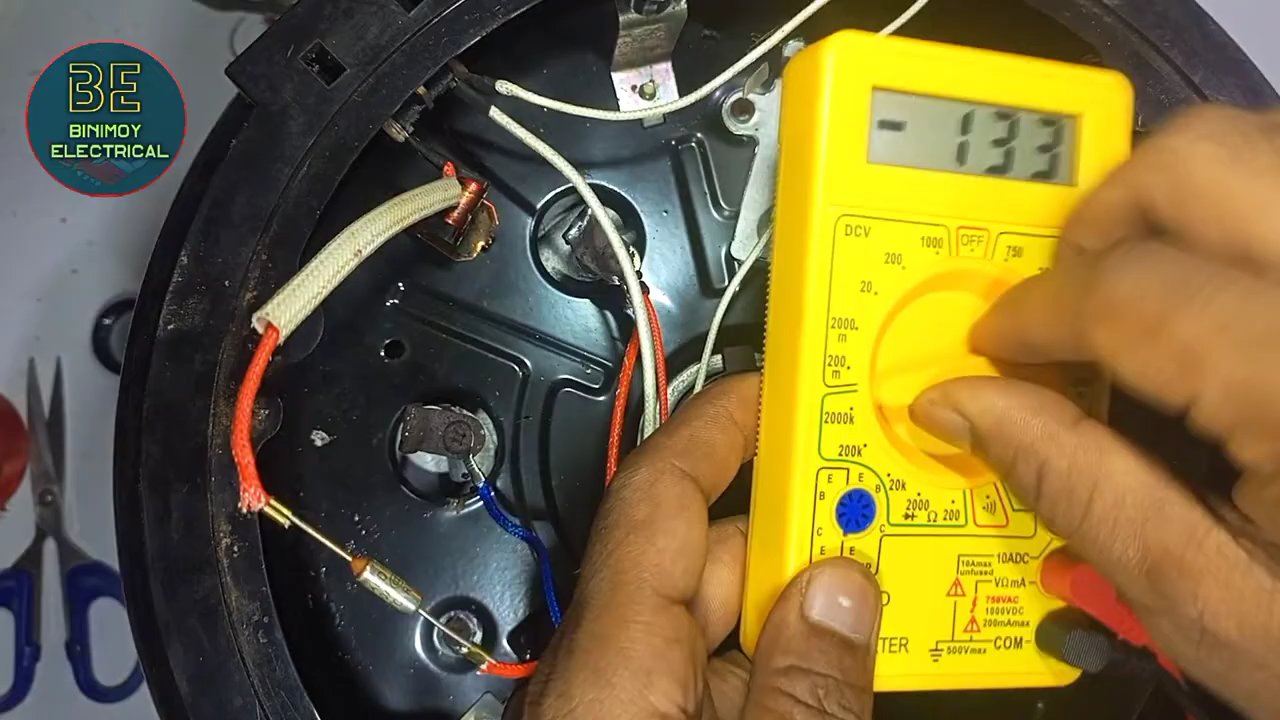 BE
BINIMOY
ELECTRICAL
- 133
DCV
1000
OFF
750
200
20
2000
m
200
m
2000k
200k
20k
2000
Ω 200
E E
B B
C C
E E
10ADC
10Amax
unfused
VΩmA
750VAC
1000VDC
200mAmax
COM
500Vmax
TER